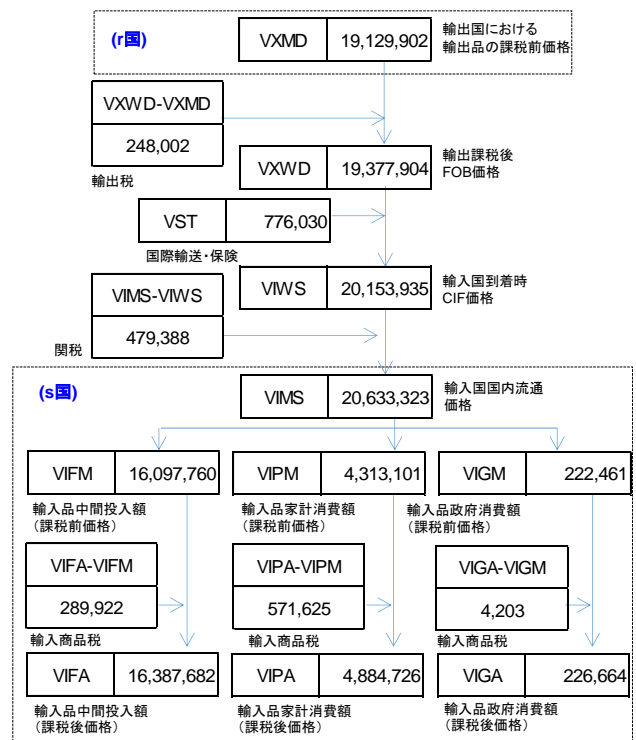 (r国)
VXMD 19,129,902
輸出国における
輸出品の課税前価格
VXWD-VXMD
248,002
輸出税
VXWD 19,377,904
輸出課税後
FOB価格
VST 776,030
国際輸送・保険
VIWS 20,153,935
輸入国到着時
CIF価格
VIMS-VIWS
479,388
関税
(s国)
VIMS 20,633,323
輸入国国内流通
価格
VIFM 16,097,760 VIPM 4,313,101 VIGM 222,461
輸入品中間投入額
(課税前価格)
輸入品家計消費額
(課税前価格)
輸入品政府消費額
(課税前価格)
VIFA-VIFM
289,922
輸入商品税
VIPA-VIPM
571,625
輸入商品税
VIGA-VIGM
4,203
輸入商品税
VIFA 16,387,682 VIPA 4,884,726 VIGA 226,664
輸入品中間投入額
(課税後価格)
輸入品家計消費額
(課税後価格)
輸入品政府消費額
(課税後価格)